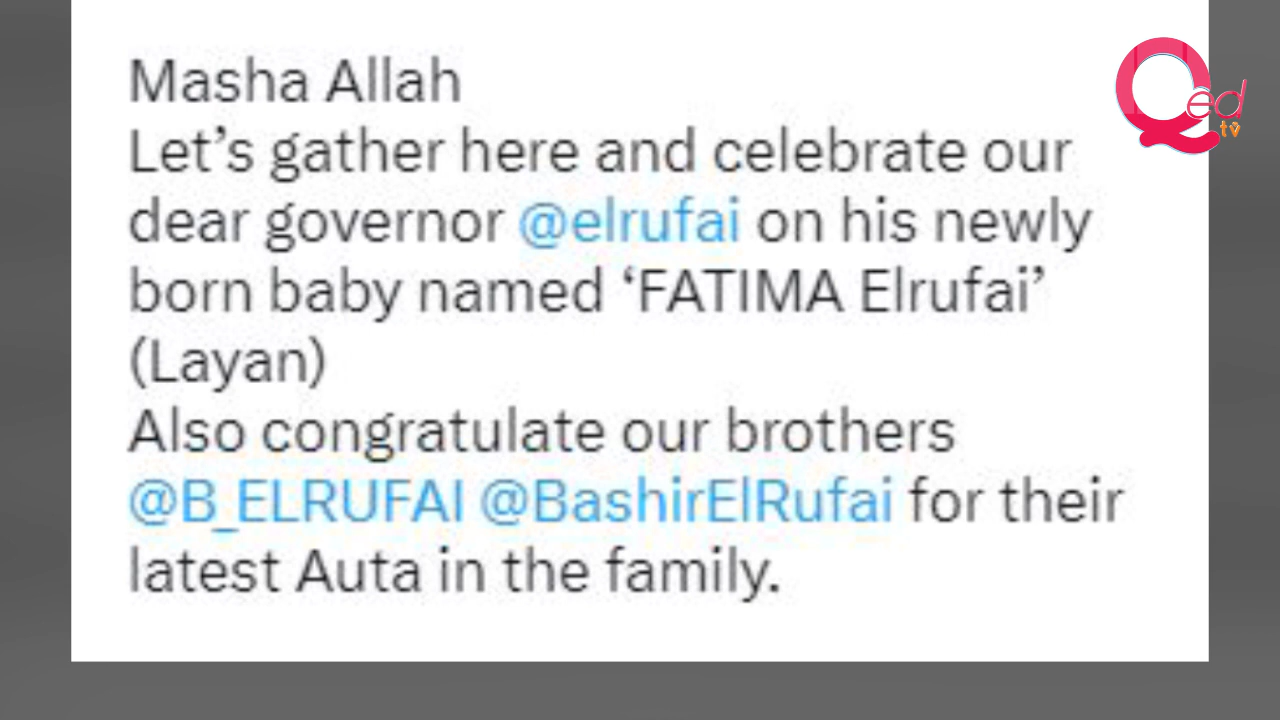 Masha Allah
Let’s gather here and celebrate our
dear governor @elrufai on his newly
born baby named ‘FATIMA Elrufai’
(Layan)
Also congratulate our brothers
@B_ELRUFAI @BashirElRufai for their
latest Auta in the family.
Qed
tv